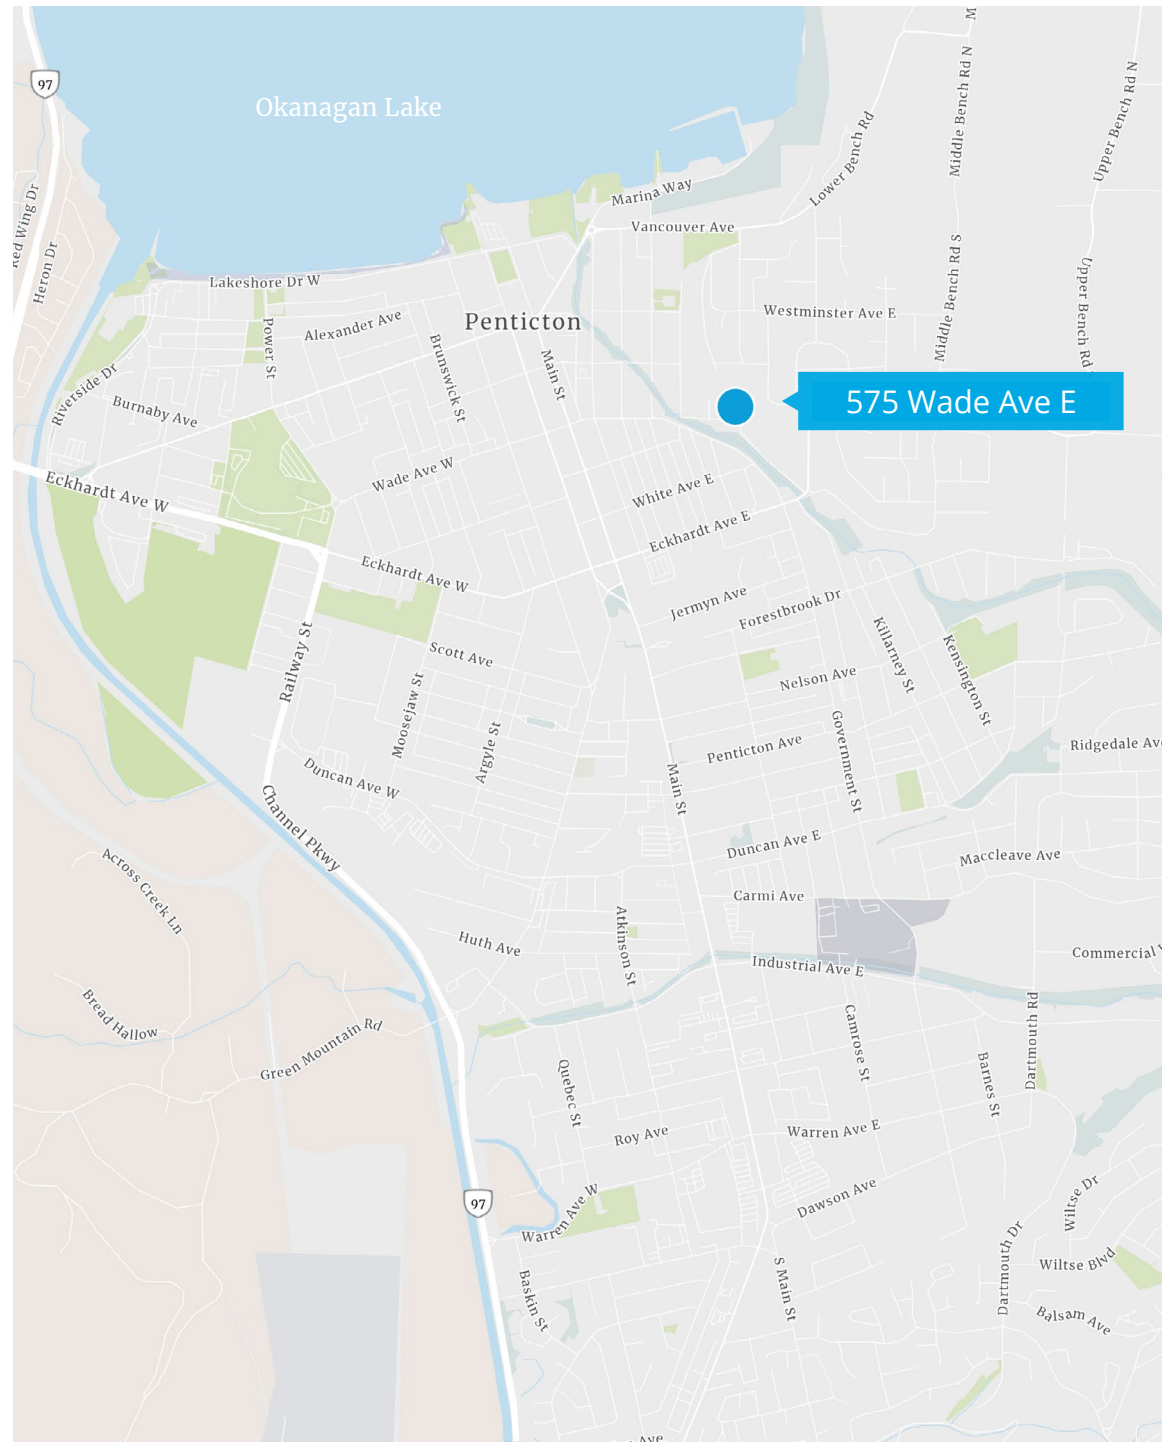 M
97
Okanagan Lake
Middle Bench Rd N
Upper Bench Rd N
Lower Bench Rd
Marina Way
Red Wing Dr
Heron Dr
Vancouver Ave
Lakeshore Dr W
Middle Bench Rd S
Upper Bench Rd
Westminster Ave E
Penticton
Alexander Ave
Power St
Brunswick St
Main St
Riverside Dr
Burnaby Ave
575 Wade Ave E
Wade Ave W
Eckhardt Ave W
White Ave E
Eckhardt Ave E
Eckhardt Ave W
Jermyn Ave
Forestbrook Dr
Killarney St
Kensington St
Scott Ave
Railway St
Moosejaw St
Nelson Ave
Argyle St
Penticton Ave
Government St
Ridgedale Av
Duncan Ave W
Main St
Channel Pkwy
Duncan Ave E
Maccleave Ave
Across Creek Ln
Carmi Ave
Atkinson St
Huth Ave
Industrial Ave E
Commercial
Bread Hallow
Green Mountain Rd
Camrose St
Dartmouth Rd
Quebec St
Barnes St
Roy Ave
Warren Ave E
97
Warren Ave W
Dawson Ave
Wiltse Dr
Dartmouth Dr
Wiltse Blvd
Baskin St
S Main St
Balsam Ave
Ave